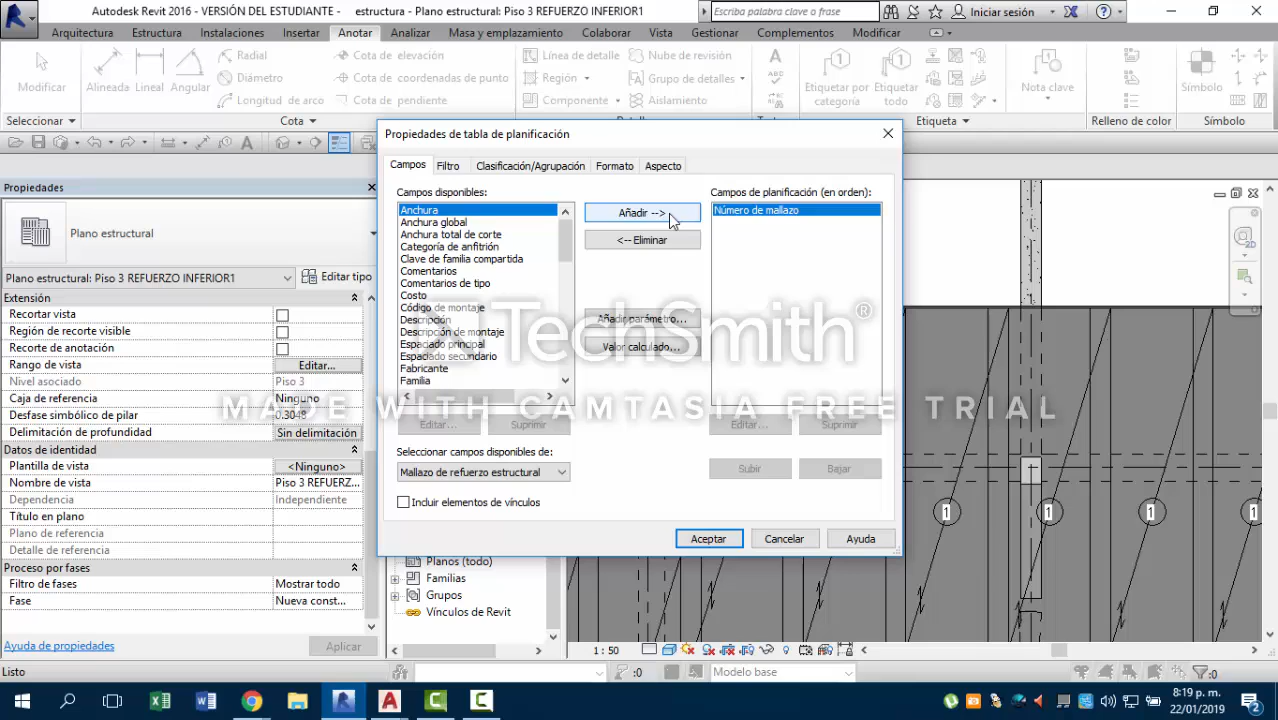 Autodesk Revit 2016 - VERSIÓN DEL ESTUDIANTE - estructura - Plano estructural: Piso 3 REFUERZO INFERIOR1
Escriba palabra clave o frase
Iniciar sesión
Arquitectura Estructura Instalaciones Insertar Anotar Analizar Masa y emplazamiento Colaborar Vista Gestionar Complementos Modificar
Modificar
Alineada Lineal Angular
Radial
Diámetro
Longitud de arco
Cota de elevación
Cota de coordenadas de punto
Cota de pendiente
Línea de detalle
Región
Componente
Nube de revisión
Grupo de detalles
Aislamiento
Etiquetar por categoría
Etiquetar todo
Nota clave
Símbolo
Seleccionar
Cota
Etiqueta
Relleno de color
Símbolo
Propiedades
Plano estructural
Plano estructural: Piso 3 REFUERZO INFERIOR1
Editar tipo
Extensión
Recortar vista
Región de recorte visible
Recorte de anotación
Rango de vista Editar...
Nivel asociado Piso 3
Caja de referencia Ninguno
Desfase simbólico de pilar 0.3048
Delimitación de profundidad Sin delimitación
Datos de identidad
Plantilla de vista <Ninguno>
Nombre de vista Piso 3 REFUERZ...
Dependencia Independiente
Título en plano
Plano de referencia
Detalle de referencia
Proceso por fases
Filtro de fases Mostrar todo
Fase Nueva const...
Ayuda de propiedades
Aplicar
Propiedades de tabla de planificación
Campos Filtro Clasificación/Agrupación Formato Aspecto
Campos disponibles:
Anchura
Anchura global
Anchura total de corte
Categoría de anfitrión
Clave de familia compartida
Comentarios
Comentarios de tipo
Costo
Código de montaje
Descripción
Descripción de montaje
Espaciado principal
Espaciado secundario
Fabricante
Familia
Añadir -->
<-- Eliminar
Añadir parámetro...
Valor calculado...
Campos de planificación (en orden):
Número de mallazo
Editar... Suprimir
Editar... Suprimir
Seleccionar campos disponibles de:
Mallazo de refuerzo estructural
Subir Bajar
Incluir elementos de vínculos
Aceptar Cancelar Ayuda
TechSmith®
MADE WITH CAMTASIA FREE TRIAL
Planos (todo)
Familias
Grupos
Vínculos de Revit
1 1 1 1
1 : 50
Listo
:0
Modelo base
:0
8:19 p. m.
22/01/2019
2